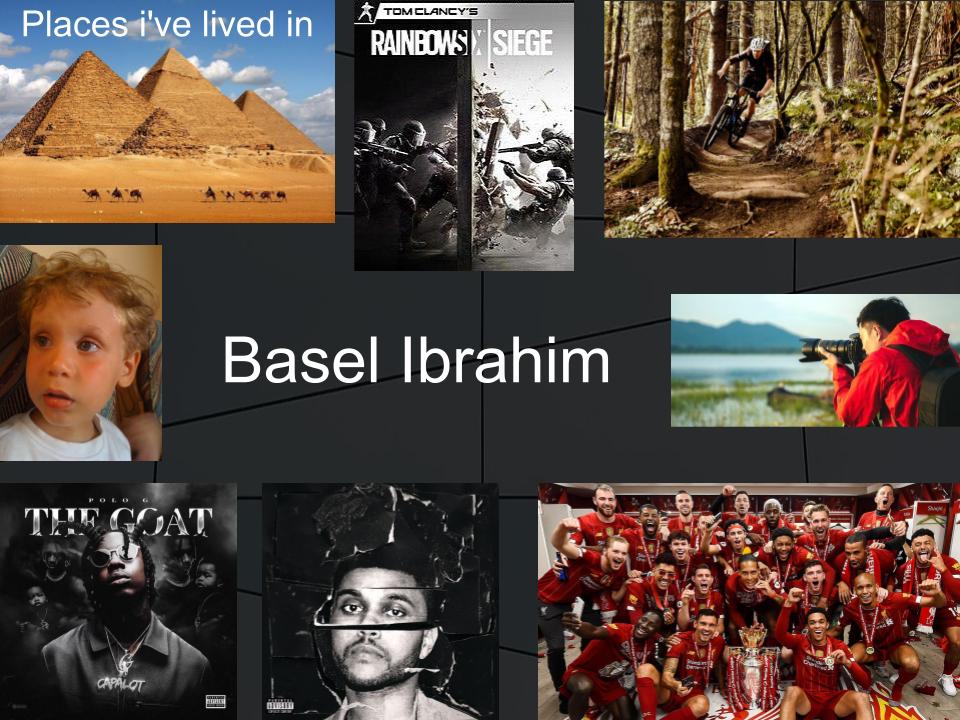 Places i've lived in
TOM CLANCY'S
RAINBOW SIX | SIEGE
Basel Ibrahim
POLO G
THE GOAT
CAPALOT